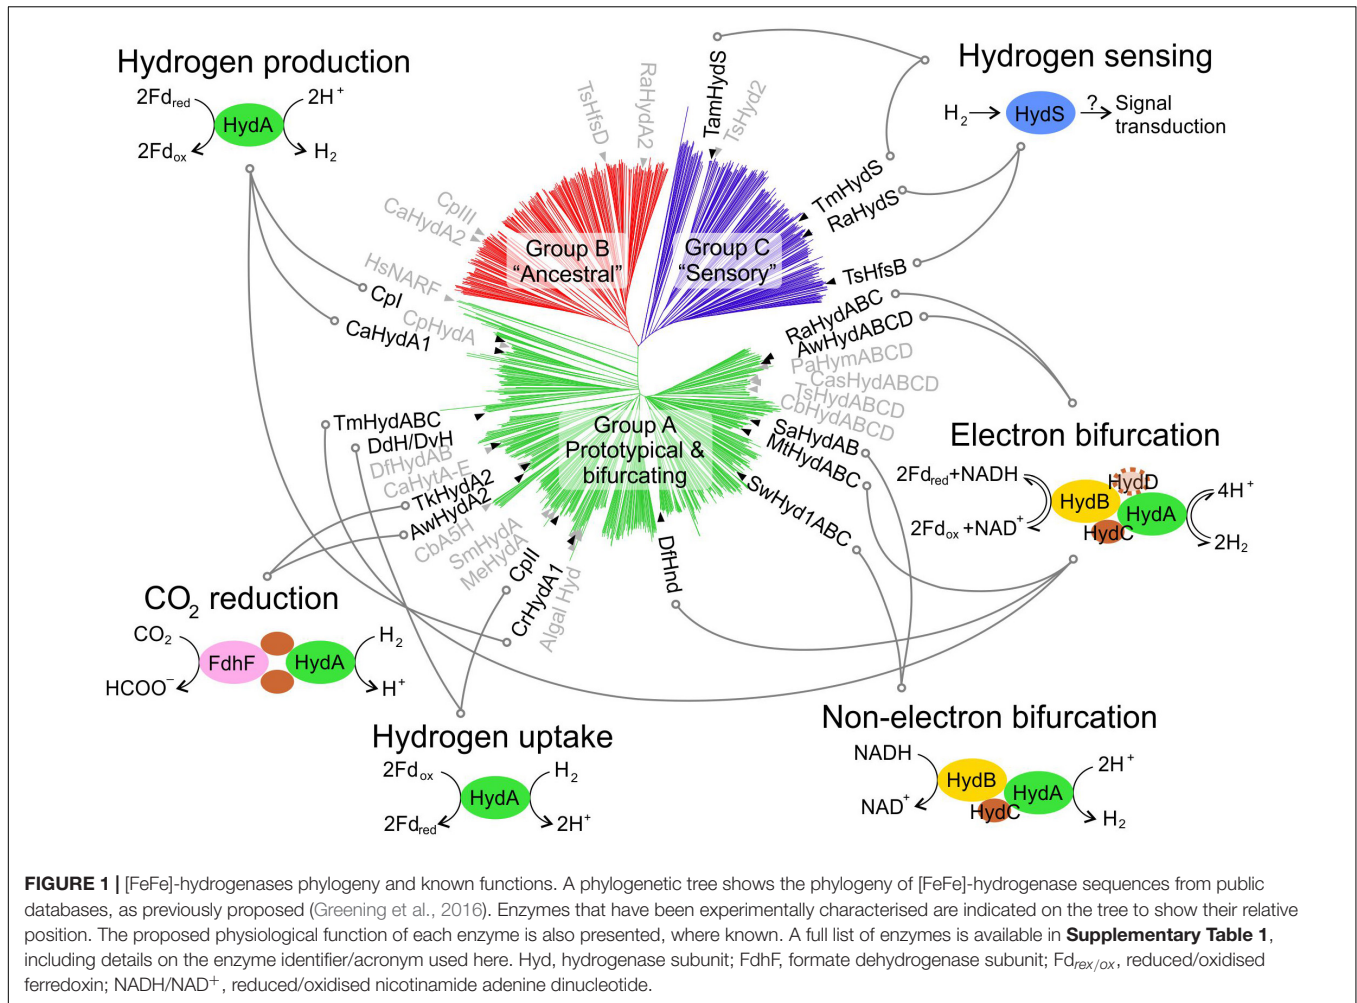 Hydrogen production
2Fdred
2H+
HydA
2Fdox
H2
TsHfsD
RaHydA2
TamHydS
TsHyd2
Hydrogen sensing
H2
HydS
?
Signal
transduction
TmHydS
RaHydS
TsHfsB
CpIII
CaHydA2
HsNARF
CpI
CpHydA
CaHydA1
Group B
“Ancestral”
Group C
“Sensory”
RaHydABC
AwHydABCD
PaHymABCD
CasHydABCD
TsHydABCD
CbHydABCD
SaHydAB
MtHydABC
SwHyd1ABC
Group A
Prototypical &
bifurcating
TmHydABC
DdH/DvH
DfHydAB
CaHytA-E
TkHydA2
AwHydA2
CbA5H
SmHydA
MeHydA
CpII
CrHydA1
Algal Hyd
DfHnd
Electron bifurcation
2Fdred+NADH
HydD
4H+
HydB
HydA
2Fdox+NAD+
HydC
2H2
CO2 reduction
CO2
H2
FdhF
HydA
HCOO−
H+
Hydrogen uptake
2Fdox
H2
HydA
2Fdred
2H+
Non-electron bifurcation
NADH
2H+
HydB
HydA
NAD+
HydC
H2
FIGURE 1 | [FeFe]-hydrogenases phylogeny and known functions. A phylogenetic tree shows the phylogeny of [FeFe]-hydrogenase sequences from public
databases, as previously proposed (Greening et al., 2016). Enzymes that have been experimentally characterised are indicated on the tree to show their relative
position. The proposed physiological function of each enzyme is also presented, where known. A full list of enzymes is available in Supplementary Table 1,
including details on the enzyme identifier/acronym used here. Hyd, hydrogenase subunit; FdhF, formate dehydrogenase subunit; Fdrex/ox, reduced/oxidised
ferredoxin; NADH/NAD+, reduced/oxidised nicotinamide adenine dinucleotide.